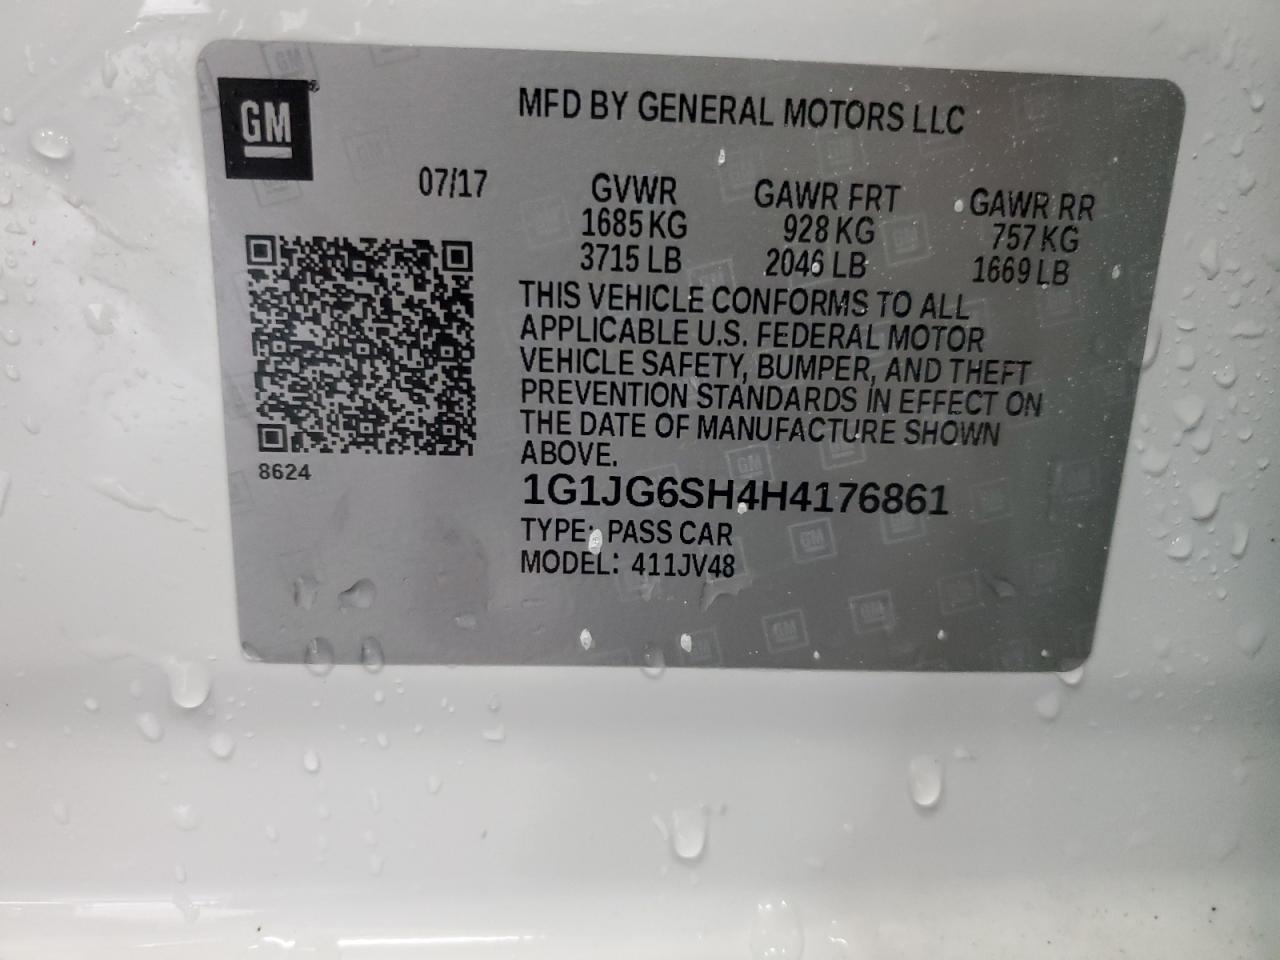 GM
MFD BY GENERAL MOTORS LLC
07/17
GVWR GAWR FRT GAWR RR
1685 KG 928 KG 757 KG
3715 LB 2046 LB 1669 LB
THIS VEHICLE CONFORMS TO ALL
APPLICABLE U.S. FEDERAL MOTOR
VEHICLE SAFETY, BUMPER, AND THEFT
PREVENTION STANDARDS IN EFFECT ON
THE DATE OF MANUFACTURE SHOWN
ABOVE.
8624
1G1JG6SH4H4176861
TYPE: PASS CAR
MODEL: 411JV48